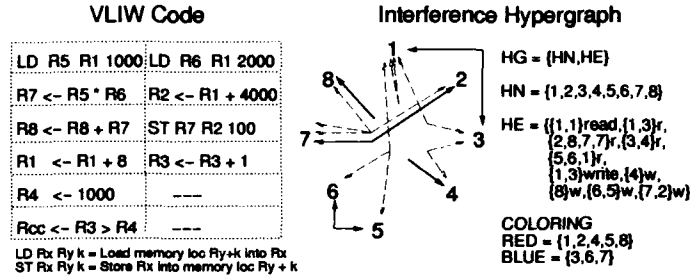 VLIW Code
LD R5 R1 1000 LD R6 R1 2000
R7 <- R5 * R6 R2 <- R1 + 4000
R8 <- R8 + R7 ST R7 R2 100
R1 <- R1 + 8 R3 <- R3 + 1
R4 <- 1000 ---
Rcc <- R3 > R4 ---
LD Rx Ry k = Load memory loc Ry+k into Rx
ST Rx Ry k = Store Rx into memory loc Ry + k
Interference Hypergraph
1
8
2
7
3
6
4
5
HG = {HN,HE}
HN = {1,2,3,4,5,6,7,8}
HE = {{1,1}read,{1,3}r,
{2,8,7,7}r,{3,4}r,
{5,6,1}r,
{1,3}write,{4}w,
{8}w,{6,5}w,{7,2}w}
COLORING
RED = {1,2,4,5,8}
BLUE = {3,6,7}